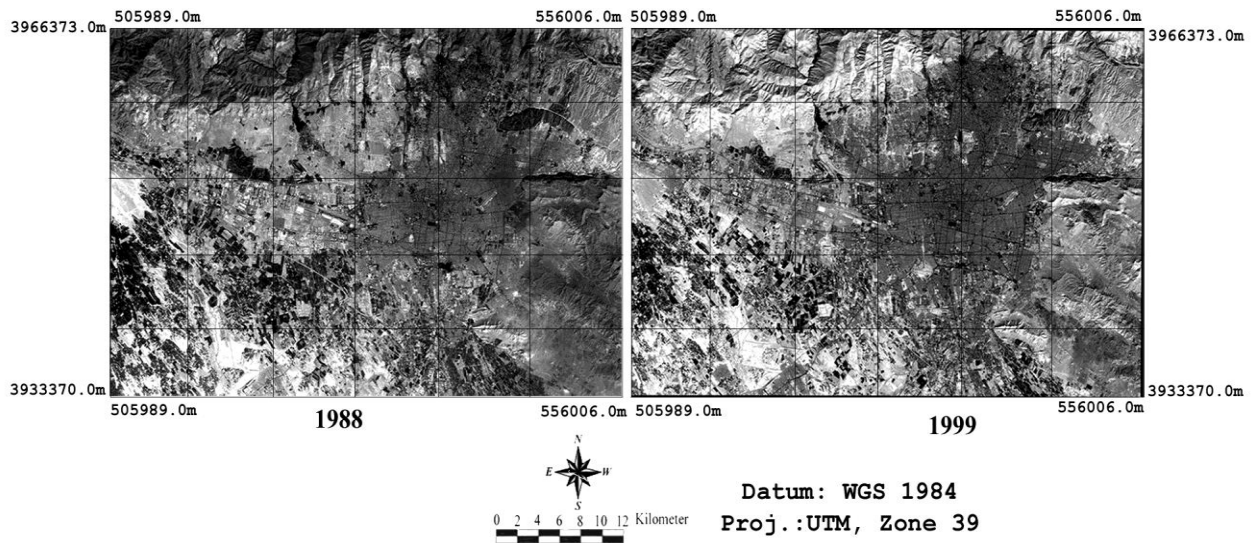 505989.0m 556006.0m 505989.0m 556006.0m
3966373.0m 3966373.0m
3933370.0m 3933370.0m
505989.0m 556006.0m 505989.0m 556006.0m
1988 1999
N
E W
S
0 2 4 6 8 10 12 Kilometer
Datum: WGS 1984
Proj.:UTM, Zone 39